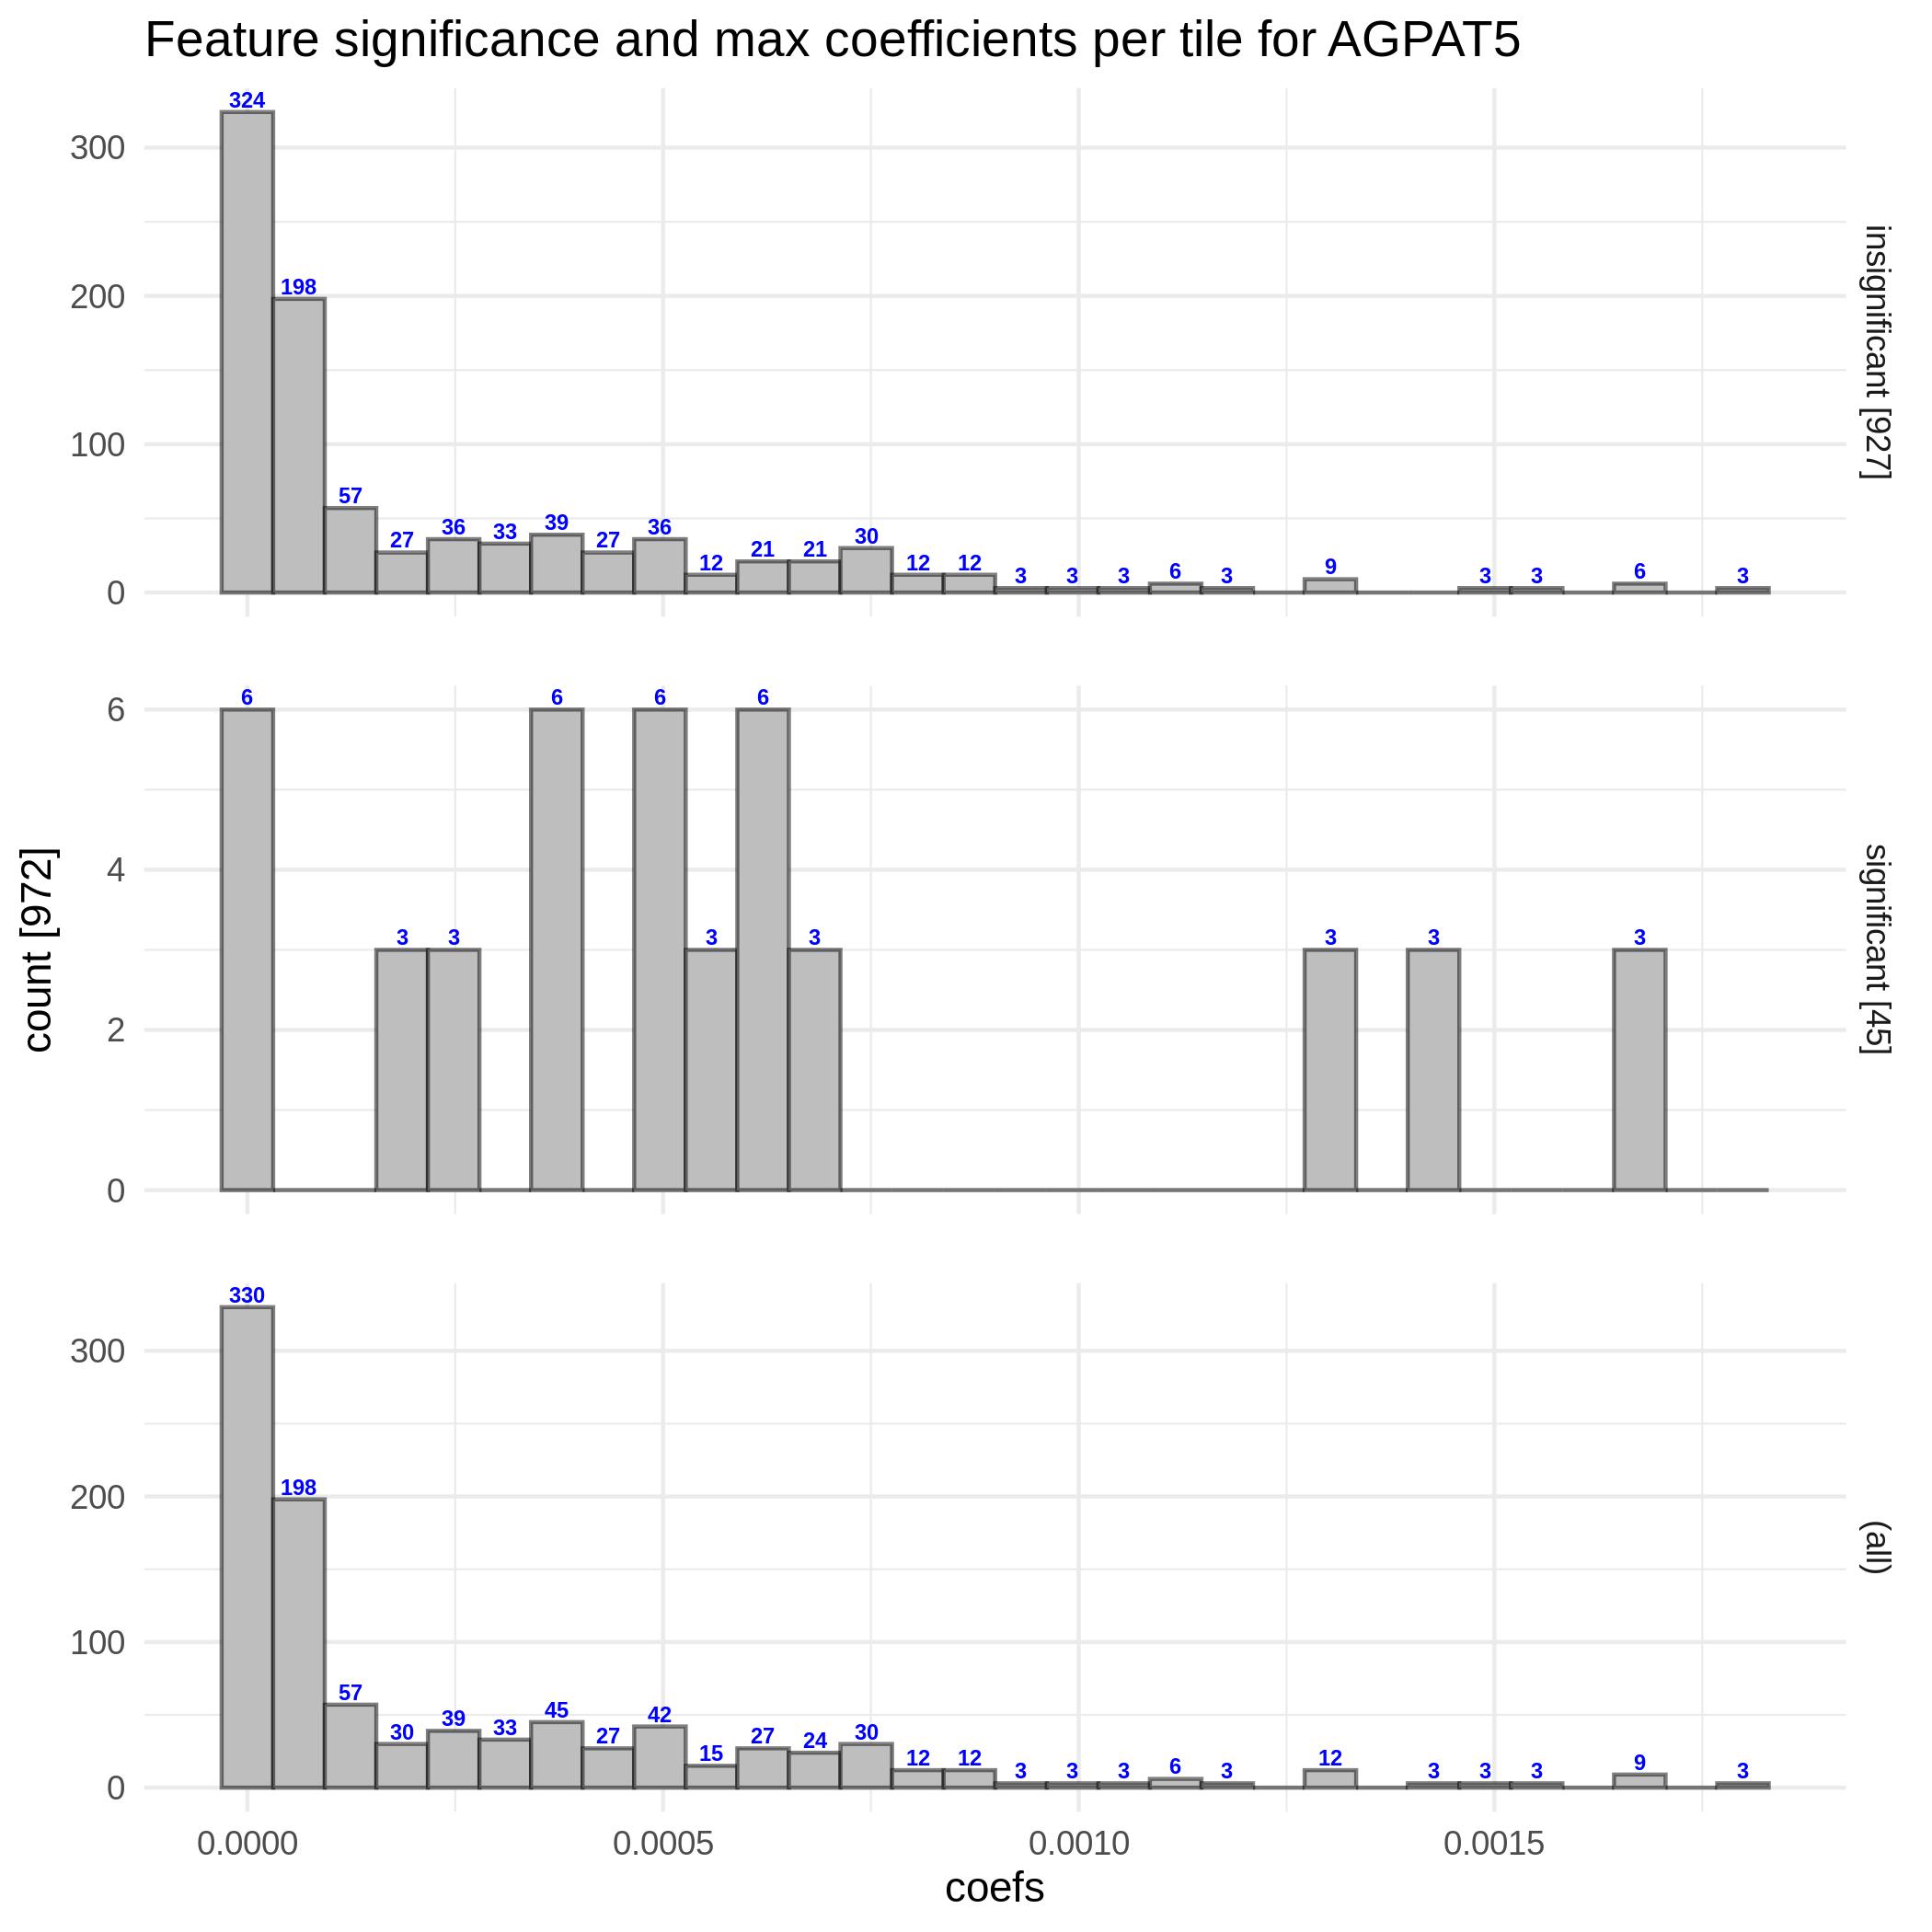 Feature significance and max coefficients per tile for AGPAT5
324
300
198
200
insignificant [927]
100
57
27 36 33 39 27 36 12 21 21 30 12 12 3 3 3 6 3 9 3 3 6 3
0
6 6 6 6
6
4
3 3 3 3 3 3 3
count [972]
significant [45]
2
0
330
300
198
200
(all)
100
57
30 39 33 45 27 42 15 27 24 30 12 12 3 3 3 6 3 12 3 3 3 9 3
0
0.0000 0.0005 0.0010 0.0015
coefs